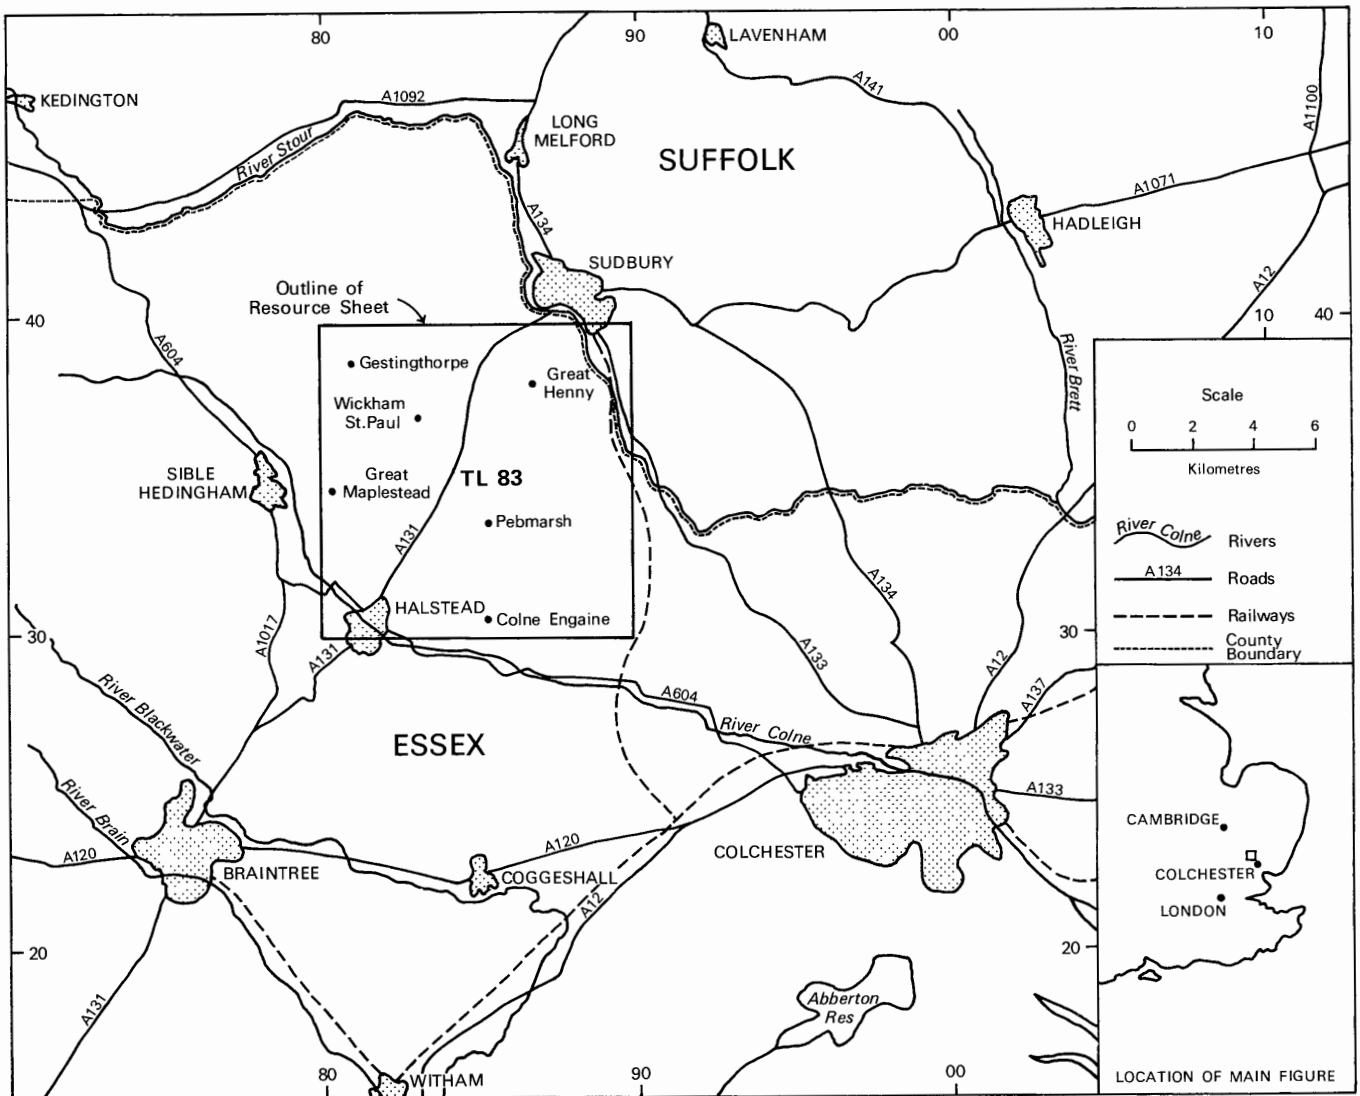 80
90
00
10
LAVENHAM
KEDINGTON
A1092
A141
A1100
LONG
MELFORD
River Stour
SUFFOLK
A1071
A134
HADLEIGH
SUDBURY
A12
Outline of
Resource Sheet
40
10
40
A604
Gestingthorpe
Great
Henny
River Brett
Wickham
St.Paul
Scale
0 2 4 6
Kilometres
SIBLE
HEDINGHAM
Great
Maplestead
TL 83
Pebmarsh
A131
River Colne
Rivers
A134
Roads
Railways
County
Boundary
A134
HALSTEAD
Colne Engaine
30
30
A1017
A131
A133
A12
A137
River Blackwater
A604
River Colne
ESSEX
River Brain
A133
CAMBRIDGE
COLCHESTER
LONDON
A120
BRAINTREE
A120
COGGESHALL
COLCHESTER
A12
20
20
A131
Abberton
Res
80
WITHAM
90
00
LOCATION OF MAIN FIGURE